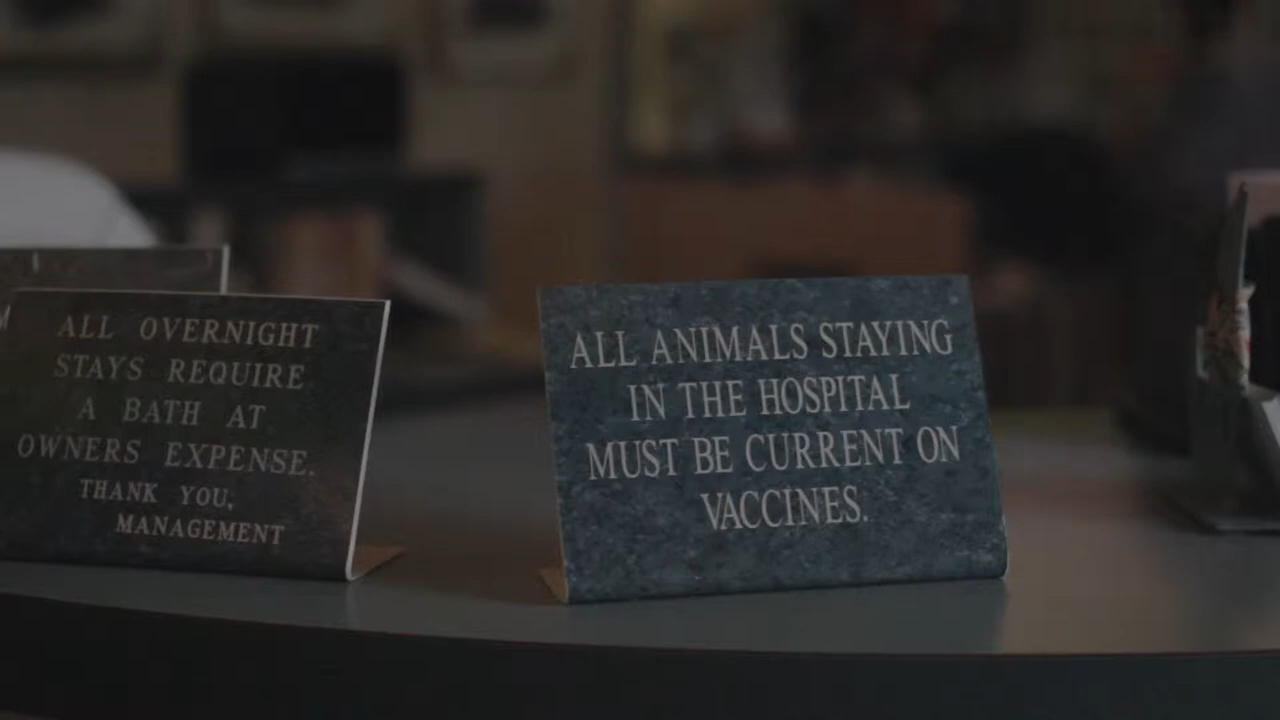 ALL OVERNIGHT
STAYS REQUIRE
A BATH AT
OWNERS EXPENSE.
THANK YOU,
MANAGEMENT
ALL ANIMALS STAYING
IN THE HOSPITAL
MUST BE CURRENT ON
VACCINES.